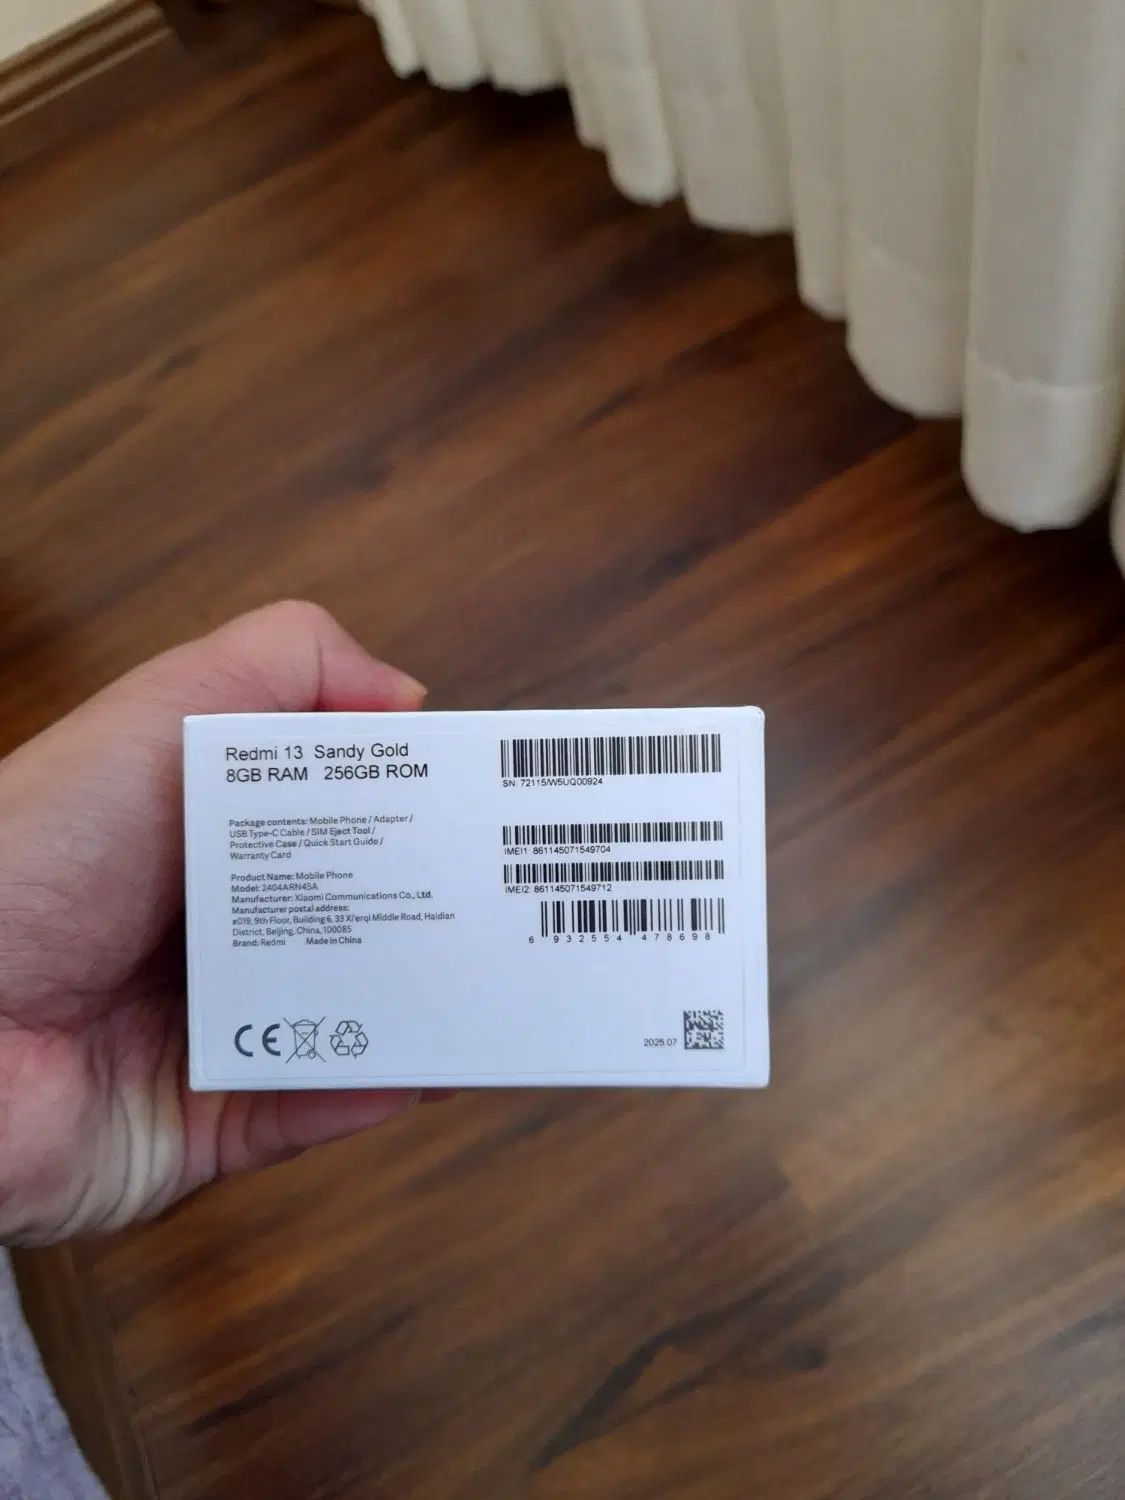 Redmi 13 Sandy Gold
8GB RAM 256GB ROM
Package contents: Mobile Phone / Adapter /
USB Type-C Cable / SIM Eject Tool /
Protective Case / Quick Start Guide /
Warranty Card
Product Name: Mobile Phone
Model: 2404ARN45A
Manufacturer: Xiaomi Communications Co., Ltd.
Manufacturer postal address:
#019, 9th Floor, Building 6, 33 Xi'erqi Middle Road, Haidian
District, Beijing, China, 100085
Brand: Redmi Made in China
CE
SN: 72115/W5UQ00924
IMEI1: 861145071549704
IMEI2: 861145071549712
6 932554 478698
2025.07